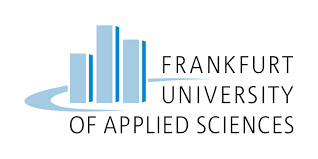 FRANKFURT
UNIVERSITY
OF APPLIED SCIENCES